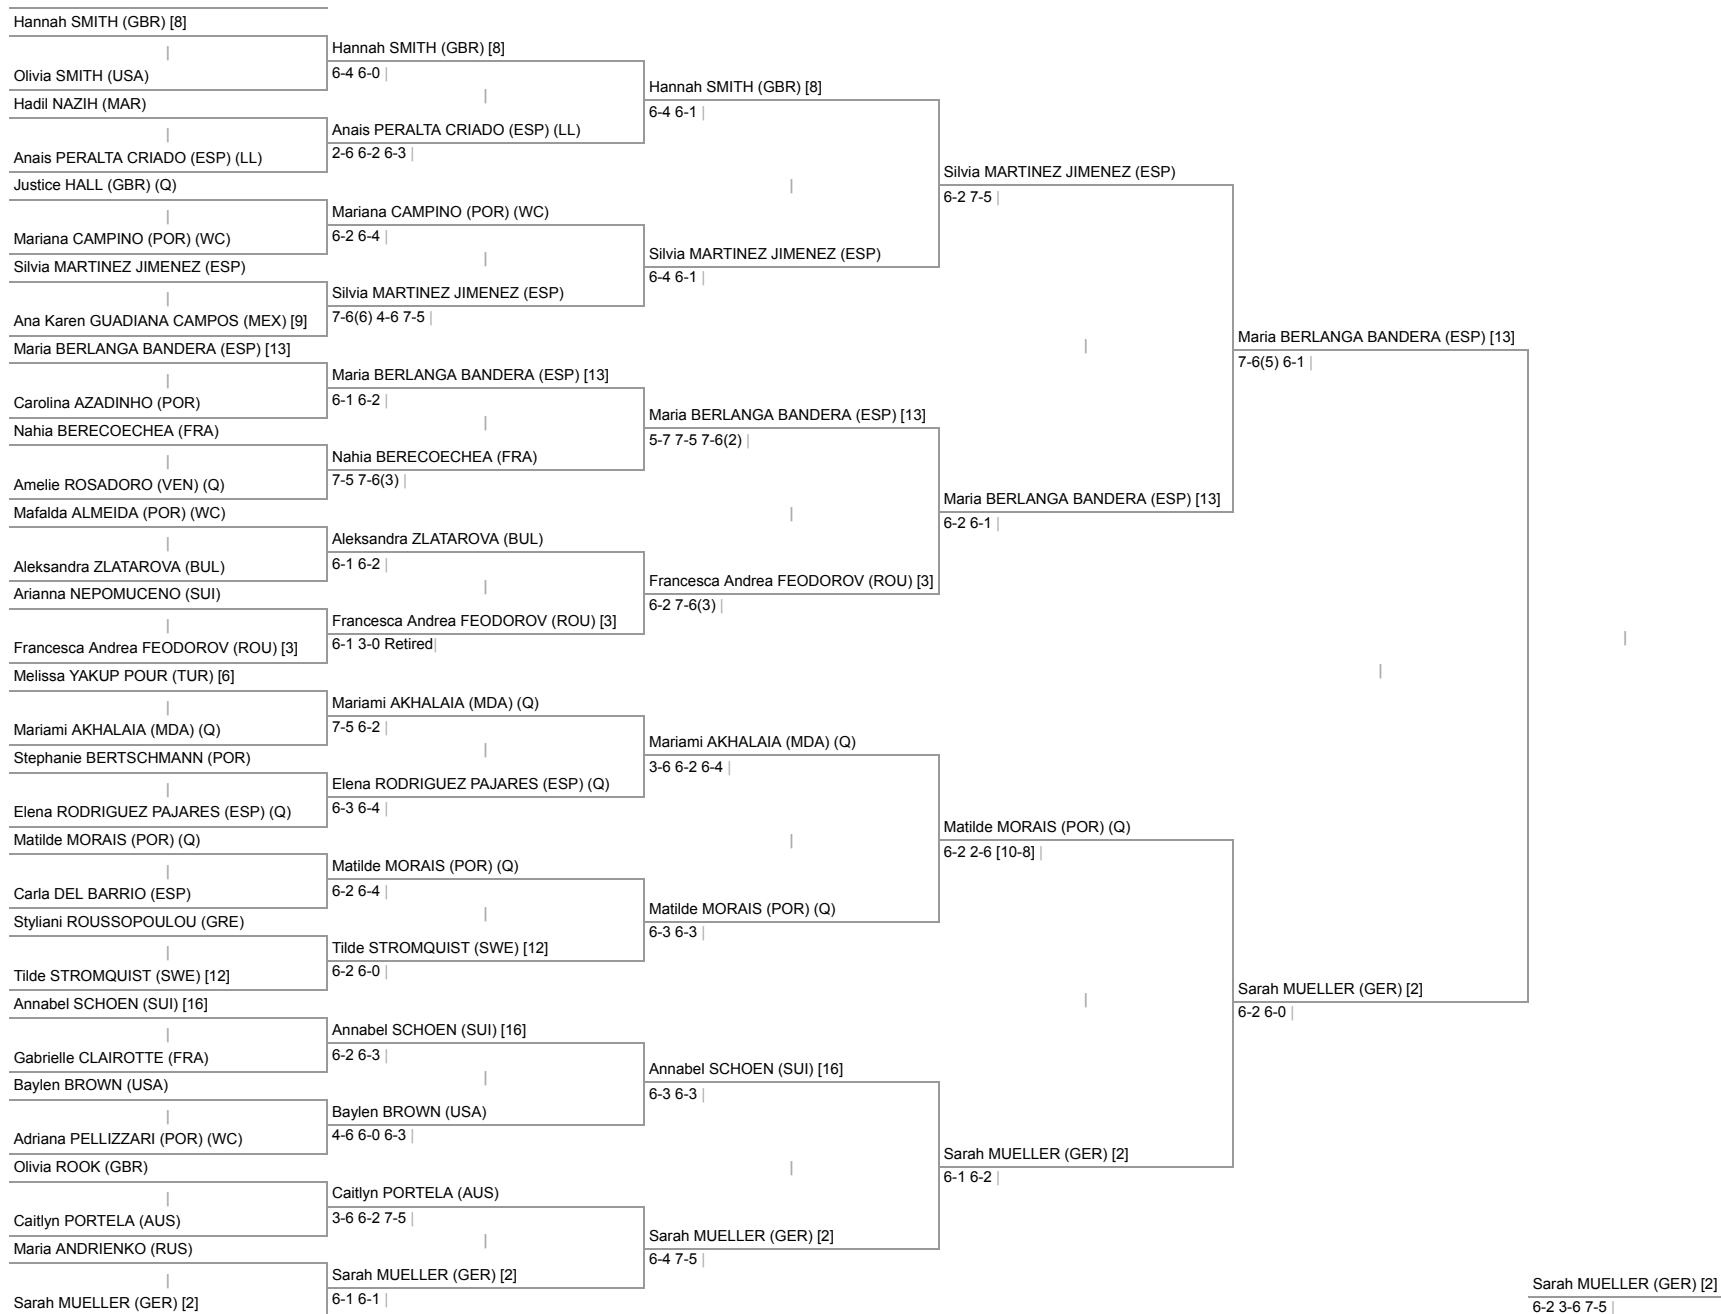 Hannah SMITH (GBR) [8]
Olivia SMITH (USA)
Hadil NAZIH (MAR)
Anais PERALTA CRIADO (ESP) (LL)
Justice HALL (GBR) (Q)
Mariana CAMPINO (POR) (WC)
Silvia MARTINEZ JIMENEZ (ESP)
Ana Karen GUADIANA CAMPOS (MEX) [9]
Maria BERLANGA BANDERA (ESP) [13]
Carolina AZADINHO (POR)
Nahia BERECOECHEA (FRA)
Amelie ROSADORO (VEN) (Q)
Mafalda ALMEIDA (POR) (WC)
Aleksandra ZLATAROVA (BUL)
Arianna NEPOMUCENO (SUI)
Francesca Andrea FEODOROV (ROU) [3]
Melissa YAKUP POUR (TUR) [6]
Mariami AKHALAIA (MDA) (Q)
Stephanie BERTSCHMANN (POR)
Elena RODRIGUEZ PAJARES (ESP) (Q)
Matilde MORAIS (POR) (Q)
Carla DEL BARRIO (ESP)
Styliani ROUSSOPOULOU (GRE)
Tilde STROMQUIST (SWE) [12]
Annabel SCHOEN (SUI) [16]
Gabrielle CLAIROTTE (FRA)
Baylen BROWN (USA)
Adriana PELLIZZARI (POR) (WC)
Olivia ROOK (GBR)
Caitlyn PORTELA (AUS)
Maria ANDRIENKO (RUS)
Sarah MUELLER (GER) [2]
Hannah SMITH (GBR) [8]
6-4 6-0
Anais PERALTA CRIADO (ESP) (LL)
2-6 6-2 6-3
Mariana CAMPINO (POR) (WC)
6-2 6-4
Silvia MARTINEZ JIMENEZ (ESP)
7-6(6) 4-6 7-5
Maria BERLANGA BANDERA (ESP) [13]
6-1 6-2
Nahia BERECOECHEA (FRA)
7-5 7-6(3)
Aleksandra ZLATAROVA (BUL)
6-1 6-2
Francesca Andrea FEODOROV (ROU) [3]
6-1 3-0 Retired
Mariami AKHALAIA (MDA) (Q)
7-5 6-2
Elena RODRIGUEZ PAJARES (ESP) (Q)
6-3 6-4
Matilde MORAIS (POR) (Q)
6-2 6-4
Tilde STROMQUIST (SWE) [12]
6-2 6-0
Annabel SCHOEN (SUI) [16]
6-2 6-3
Baylen BROWN (USA)
4-6 6-0 6-3
Caitlyn PORTELA (AUS)
3-6 6-2 7-5
Sarah MUELLER (GER) [2]
6-1 6-1
Hannah SMITH (GBR) [8]
6-4 6-1
Silvia MARTINEZ JIMENEZ (ESP)
6-4 6-1
Maria BERLANGA BANDERA (ESP) [13]
5-7 7-5 7-6(2)
Francesca Andrea FEODOROV (ROU) [3]
6-2 7-6(3)
Mariami AKHALAIA (MDA) (Q)
3-6 6-2 6-4
Matilde MORAIS (POR) (Q)
6-3 6-3
Annabel SCHOEN (SUI) [16]
6-3 6-3
Sarah MUELLER (GER) [2]
6-4 7-5
Silvia MARTINEZ JIMENEZ (ESP)
6-2 7-5
Maria BERLANGA BANDERA (ESP) [13]
6-2 6-1
Matilde MORAIS (POR) (Q)
6-2 2-6 [10-8]
Sarah MUELLER (GER) [2]
6-1 6-2
Maria BERLANGA BANDERA (ESP) [13]
7-6(5) 6-1
Sarah MUELLER (GER) [2]
6-2 6-0
Sarah MUELLER (GER) [2]
6-2 3-6 7-5